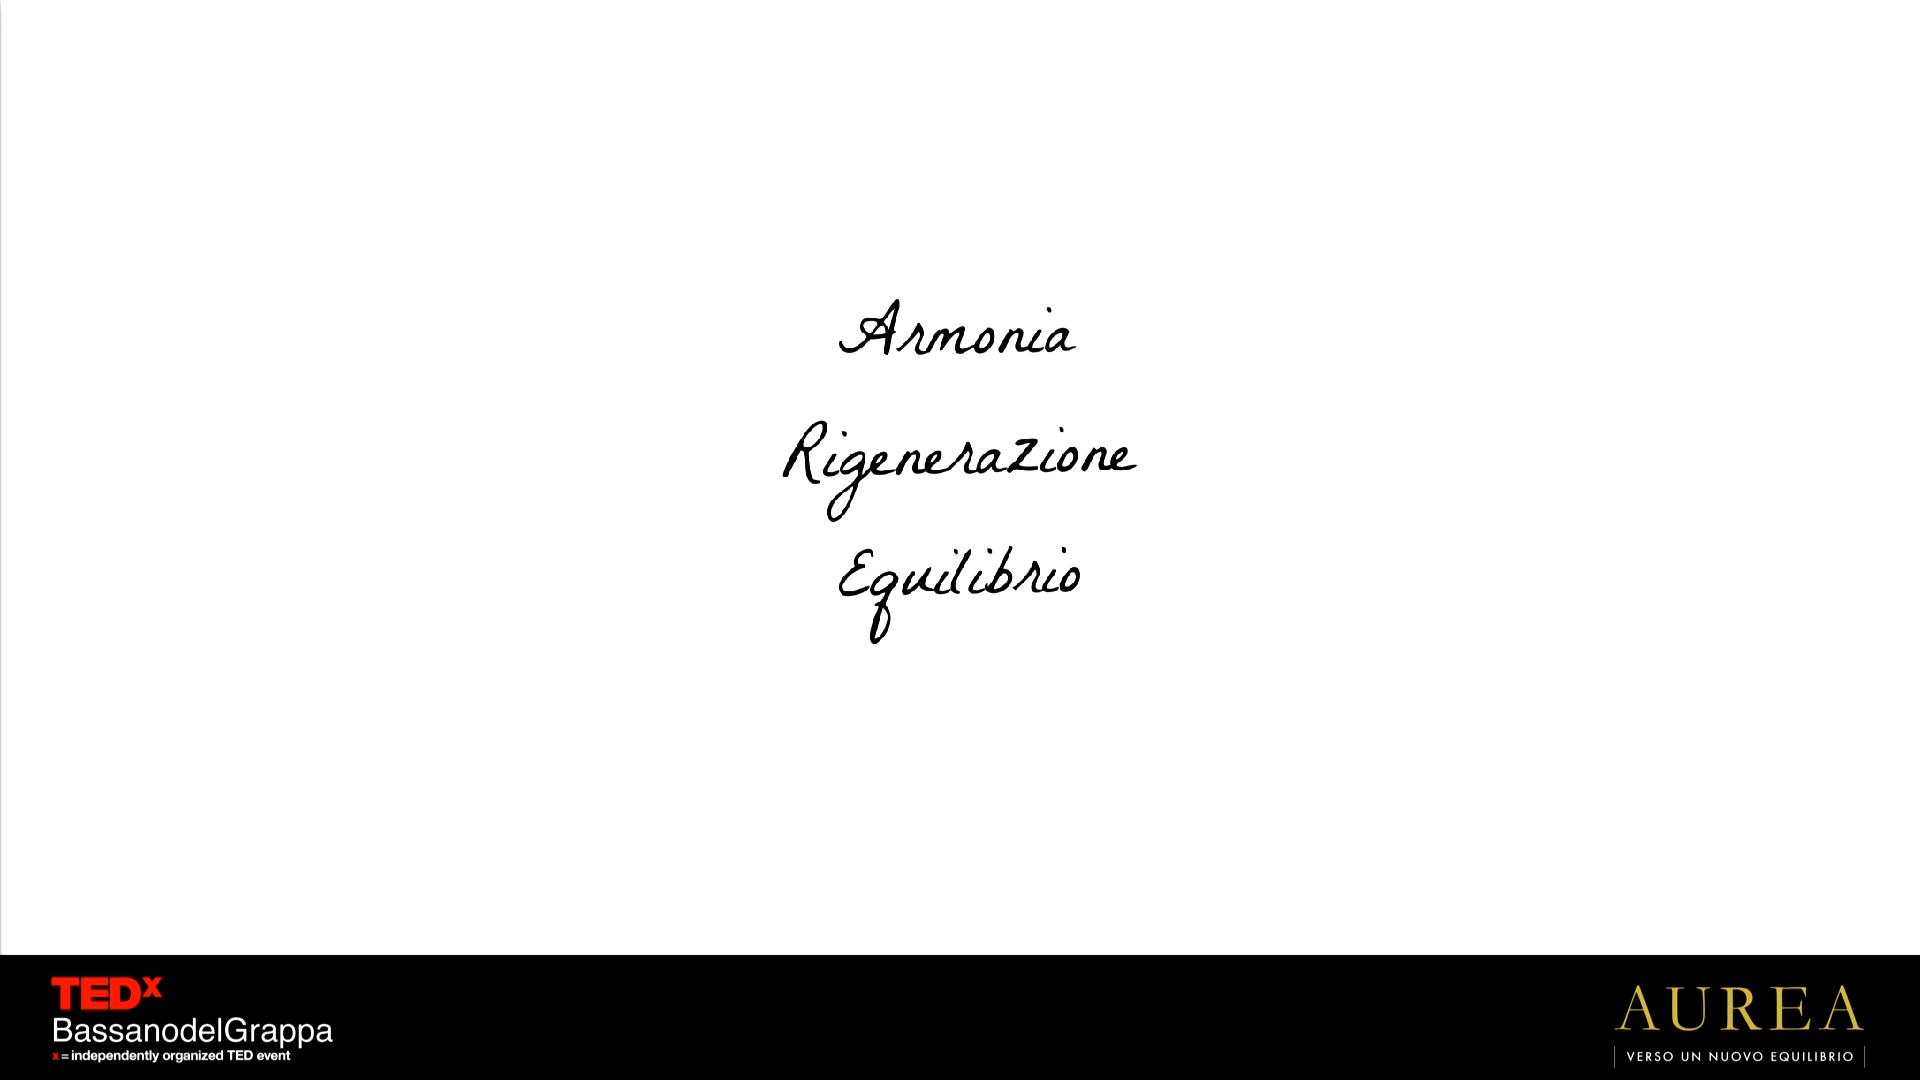 Armonia
Rigenerazione
Equilibrio
TEDx
BassanodelGrappa
x = independently organized TED event
AUREA
VERSO UN NUOVO EQUILIBRIO